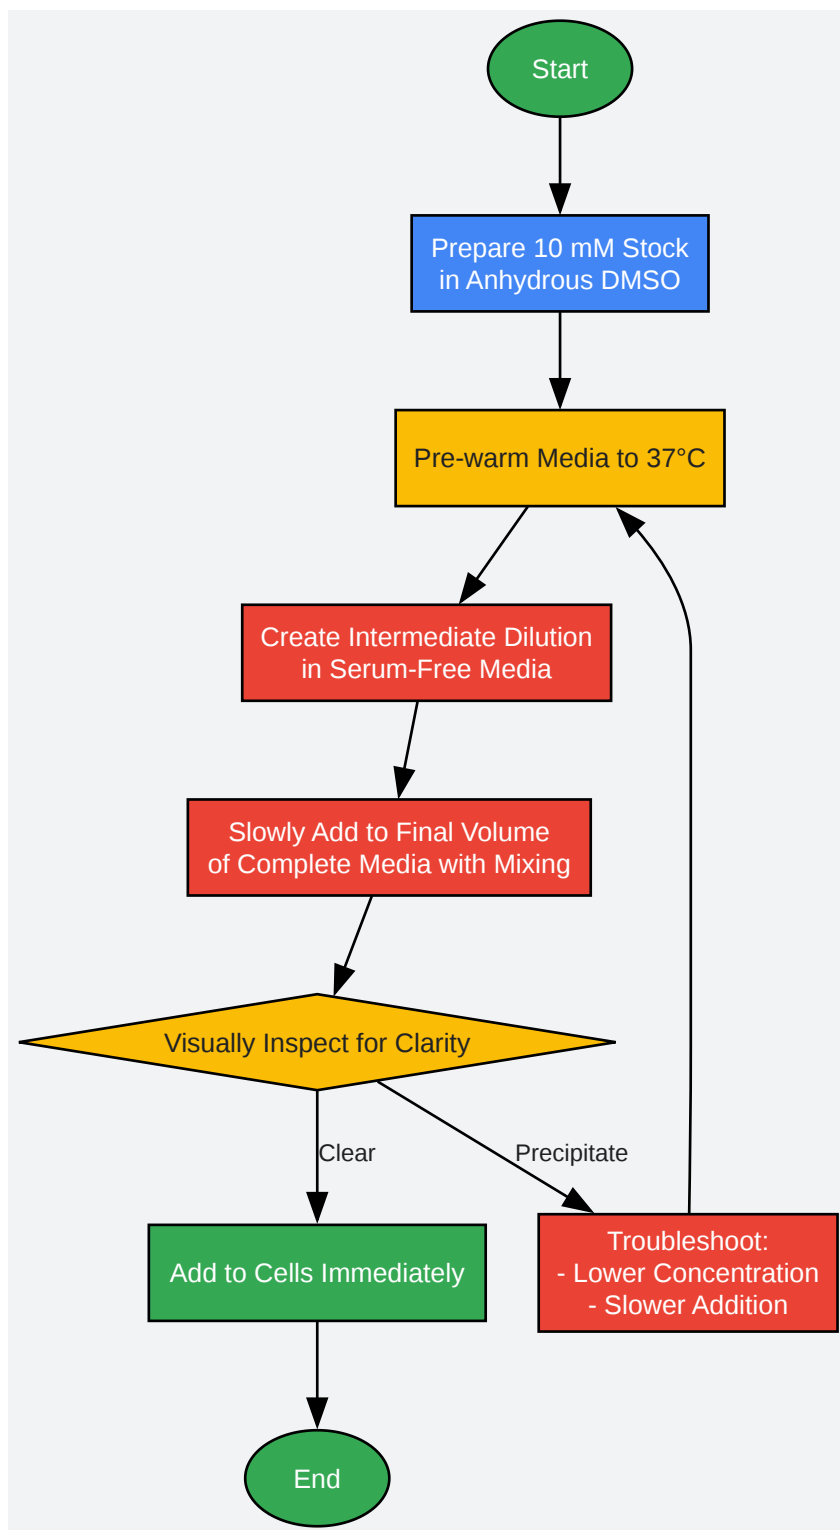 Start
Prepare 10 mM Stock
in Anhydrous DMSO
Pre-warm Media to 37°C
Create Intermediate Dilution
in Serum-Free Media
Slowly Add to Final Volume
of Complete Media with Mixing
Visually Inspect for Clarity
Clear
Precipitate
Add to Cells Immediately
Troubleshoot:
- Lower Concentration
- Slower Addition
End